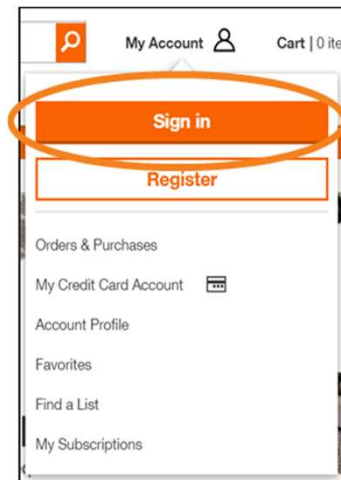 My Account Cart | 0 ite
Sign in
Register
Orders & Purchases
My Credit Card Account
Account Profile
Favorites
Find a List
My Subscriptions